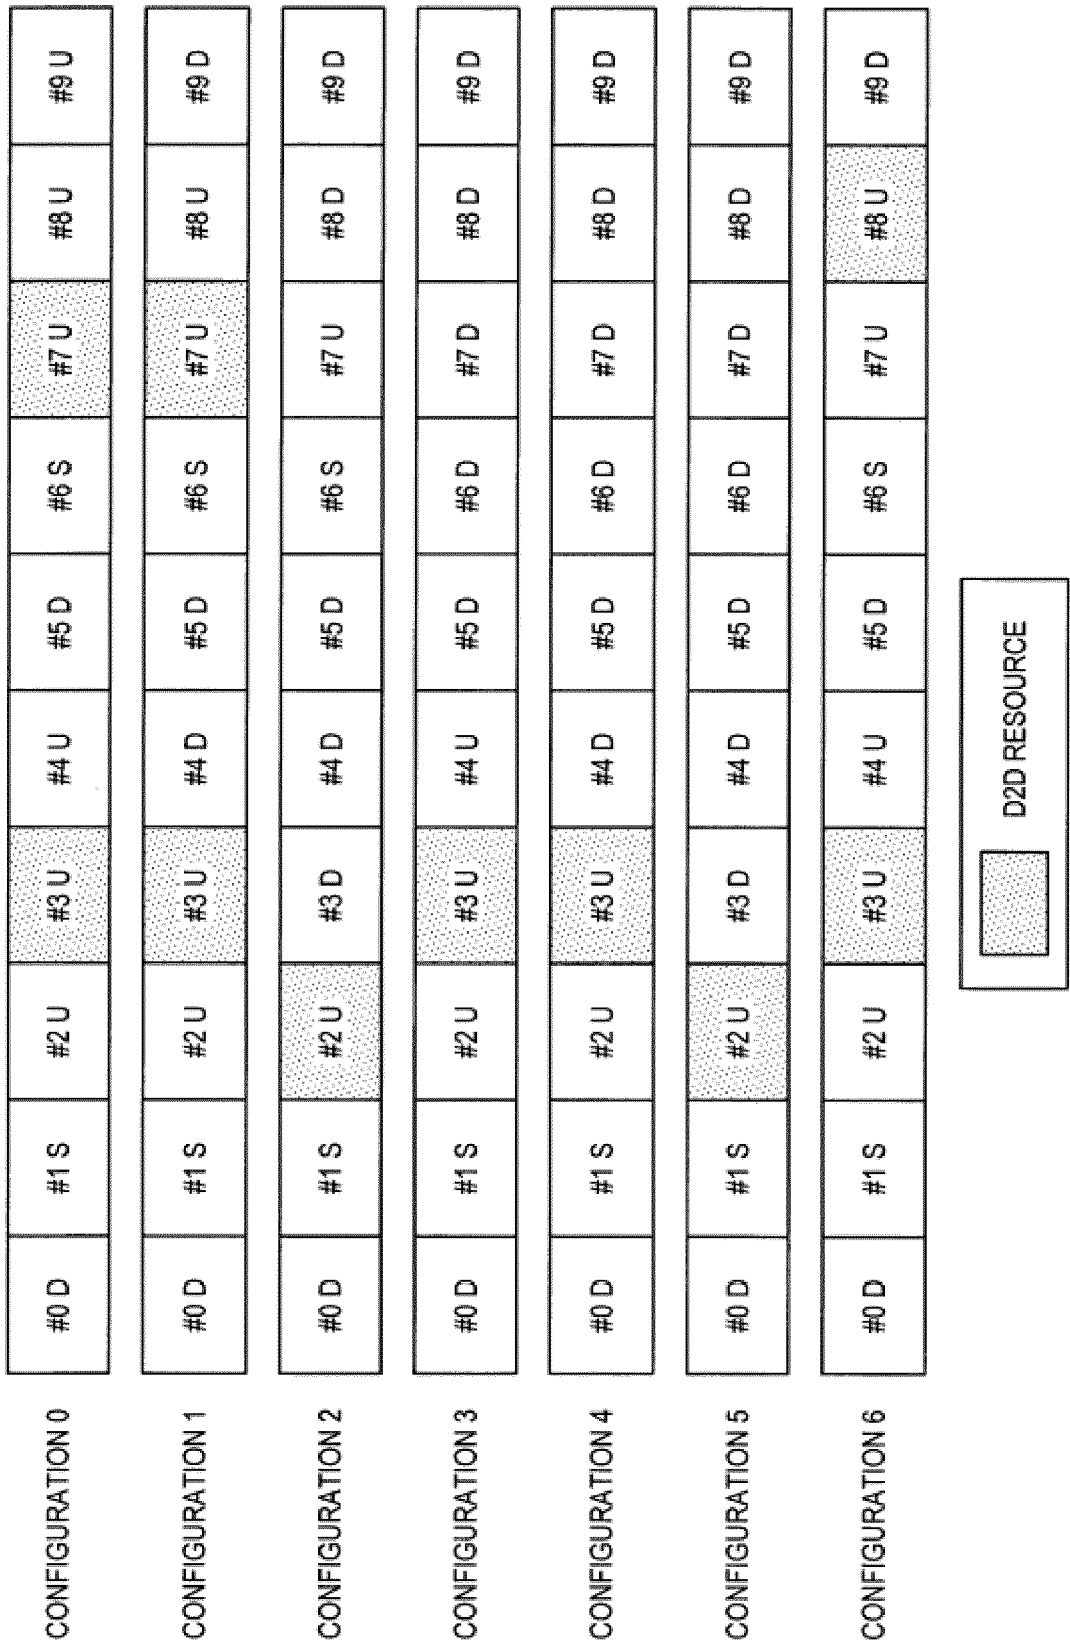 CONFIGURATION 0 #0 D #1 S #2 U #3 U #4 U #5 D #6 S #7 U #8 U #9 U
CONFIGURATION 1 #0 D #1 S #2 U #3 U #4 D #5 D #6 S #7 U #8 U #9 D
CONFIGURATION 2 #0 D #1 S #2 U #3 D #4 D #5 D #6 S #7 U #8 D #9 D
CONFIGURATION 3 #0 D #1 S #2 U #3 U #4 U #5 D #6 D #7 D #8 D #9 D
CONFIGURATION 4 #0 D #1 S #2 U #3 U #4 D #5 D #6 D #7 D #8 D #9 D
CONFIGURATION 5 #0 D #1 S #2 U #3 D #4 D #5 D #6 D #7 D #8 D #9 D
CONFIGURATION 6 #0 D #1 S #2 U #3 U #4 U #5 D #6 S #7 U #8 U #9 D
D2D RESOURCE